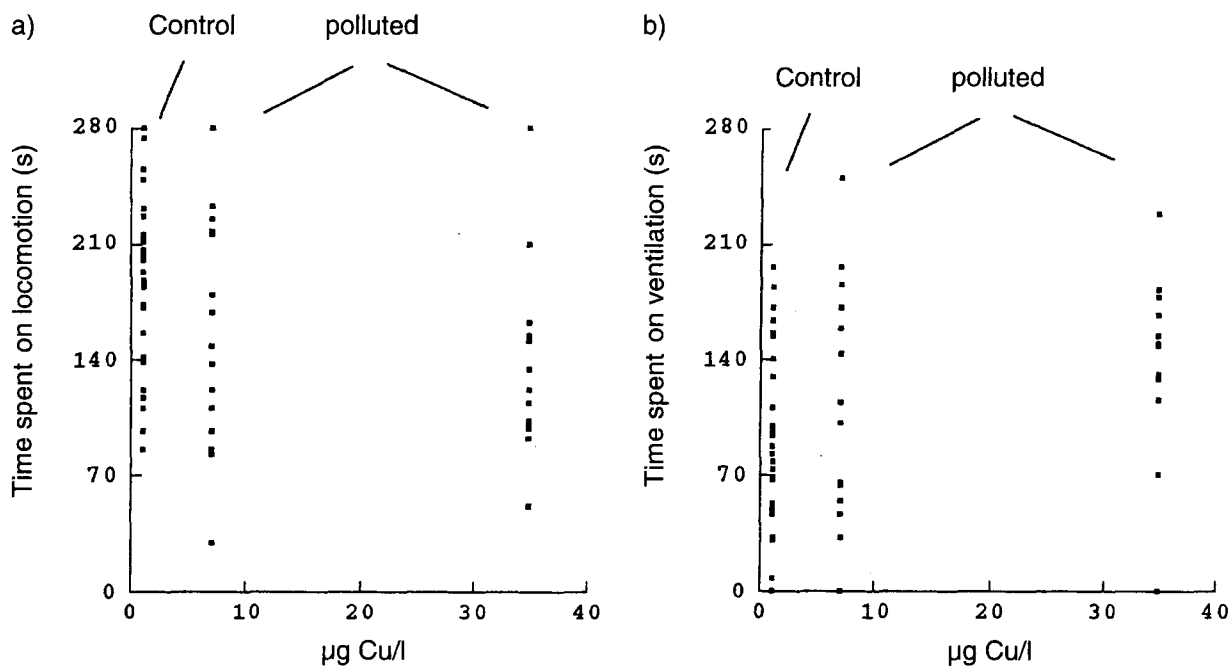 a)
Control polluted
Time spent on locomotion (s)
280
210
140
70
0
0 10 20 30 40
µg Cu/l
b)
Control polluted
Time spent on ventilation (s)
280
210
140
70
0
0 10 20 30 40
µg Cu/l